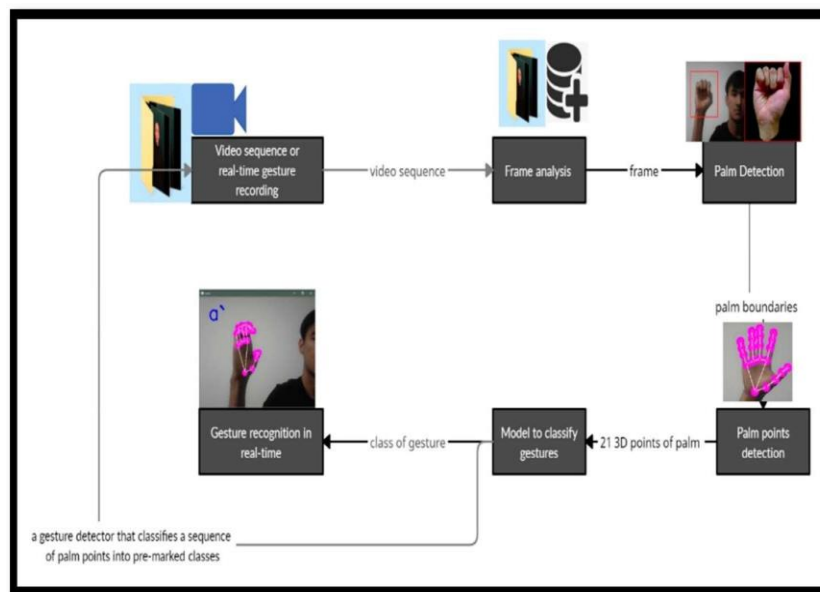 Video sequence or
real-time gesture
recording
video sequence
Frame analysis
frame
Palm Detection
palm boundaries
Palm points
detection
21 3D points of palm
Model to classify
gestures
class of gesture
Gesture recognition in
real-time
a`
a gesture detector that classifies a sequence
of palm points into pre-marked classes